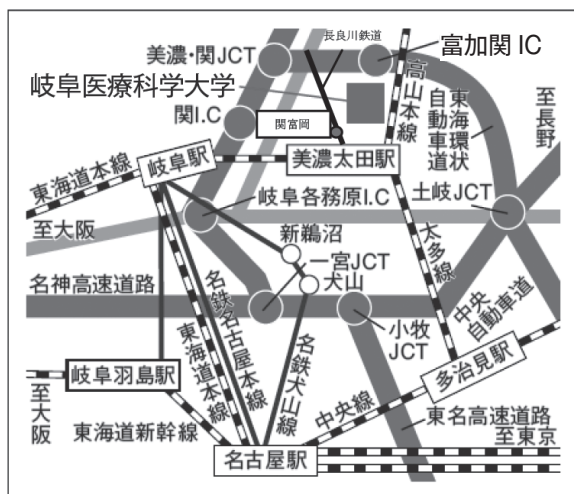 長良川鉄道
美濃・関JCT
富加関 IC
岐阜医療科学大学
高山本線
東海環状
自動車道
至長野
関I.C
関富岡
岐阜駅
美濃太田駅
東海道本線
岐阜各務原I.C
土岐JCT
至大阪
新鵜沼
太多線
一宮JCT
犬山
名神高速道路
中央
自動車道
名鉄名古屋本線
東海道本線
名鉄犬山線
小牧
JCT
多治見駅
岐阜羽島駅
中央線
至大阪
東海道新幹線
東名高速道路
至東京
名古屋駅